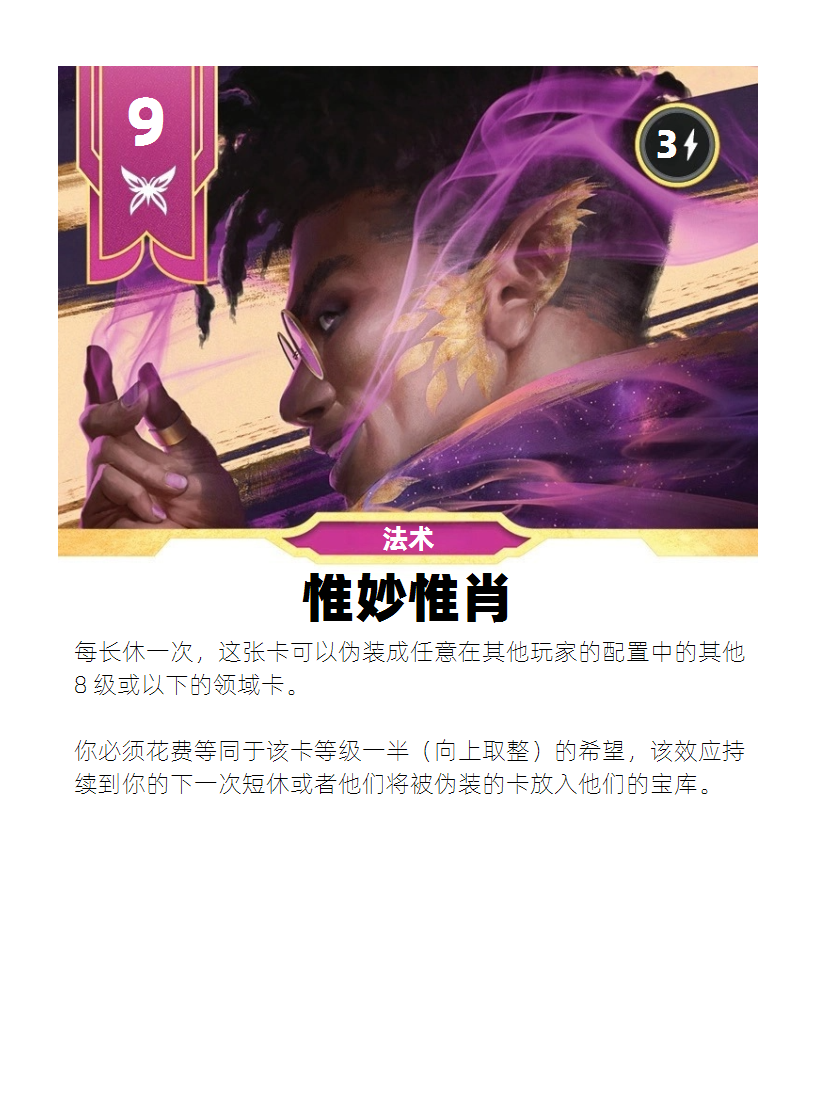 9
3
法术
惟妙惟肖
每长休一次，这张卡可以伪装成任意在其他玩家的配置中的其他
8 级或以下的领域卡。
你必须花费等同于该卡等级一半（向上取整）的希望，该效应持
续到你的下一次短休或者他们将被伪装的卡放入他们的宝库。